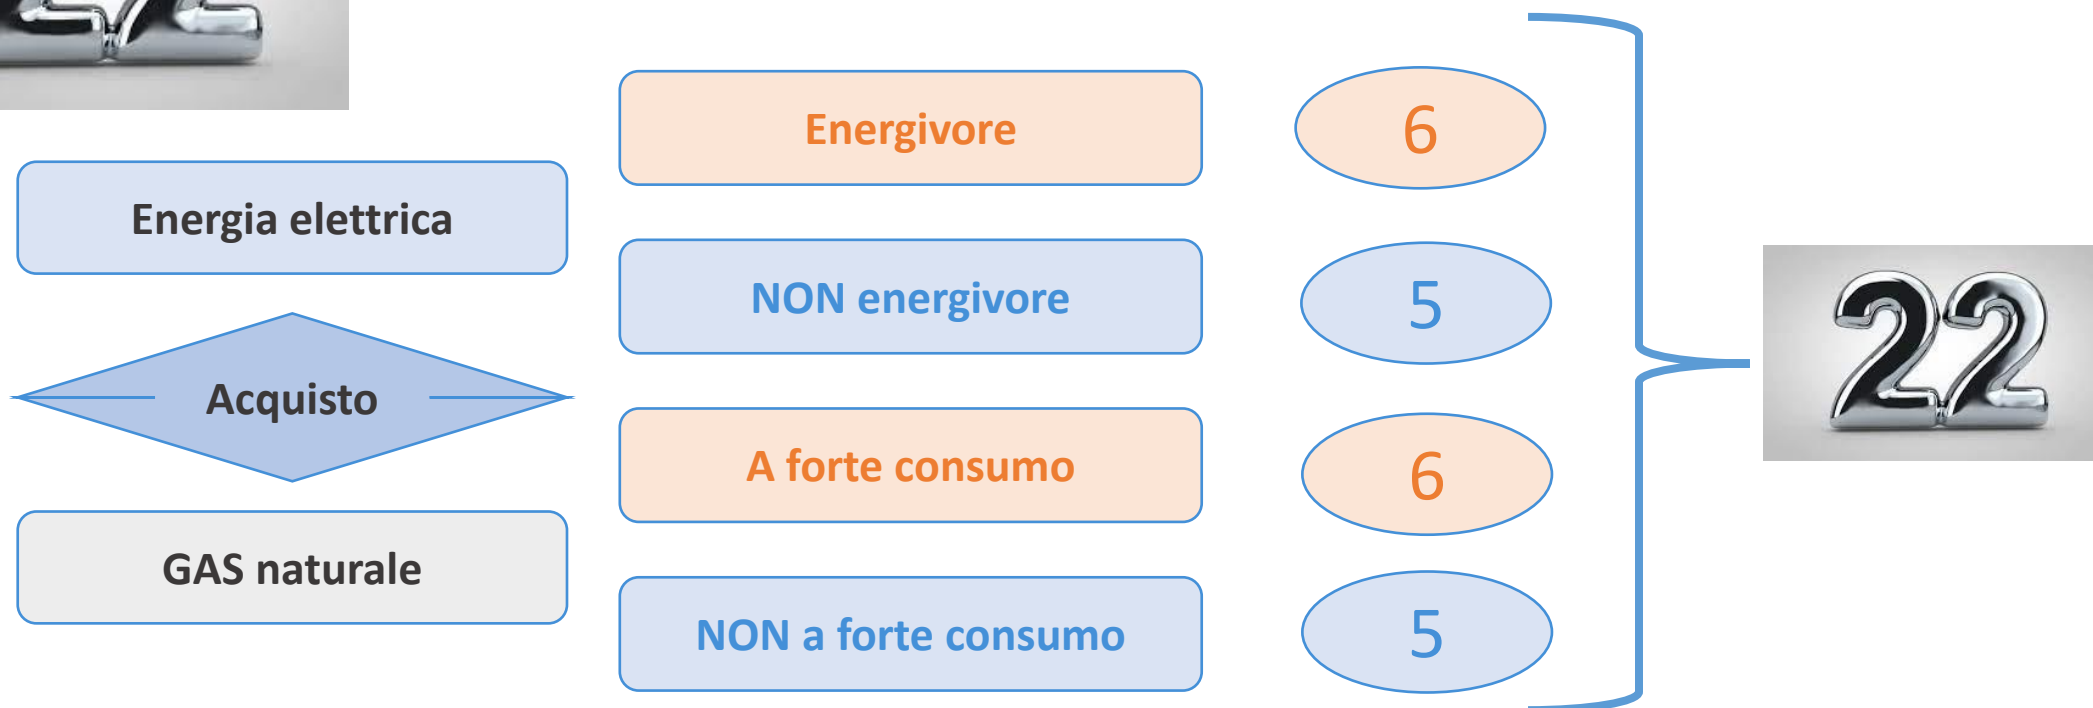 Energia elettrica
Acquisto
GAS naturale
Energivore
6
NON energivore
5
A forte consumo
6
NON a forte consumo
5
22